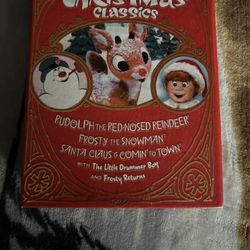 CHRISTMAS
CLASSICS
RUDOLPH THE RED-NOSED REINDEER
FROSTY THE SNOWMAN
SANTA CLAUS IS COMIN' TO TOWN
WITH The Little Drummer Boy
AND Frosty Returns